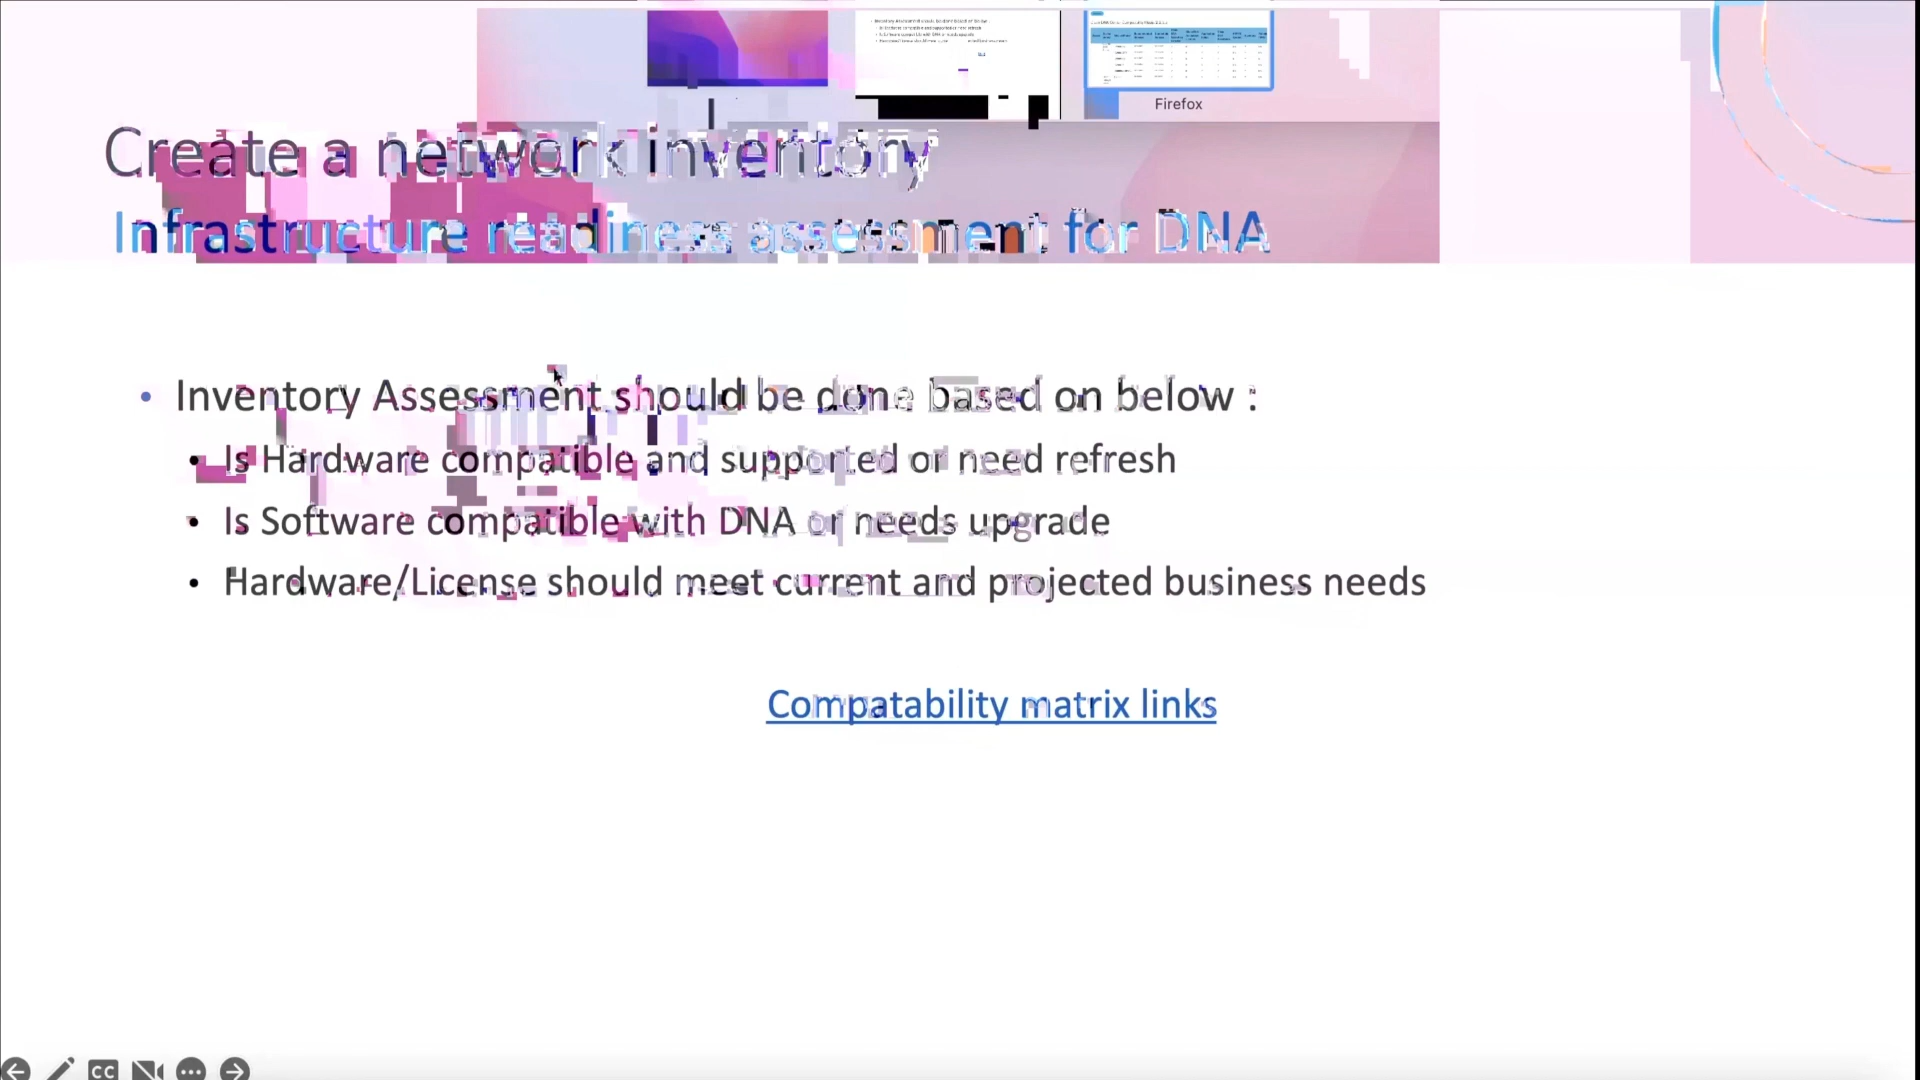 Firefox
Create a network inventory
Infrastructure readiness assessment for DNA
• Inventory Assessment should be done based on below :
• Is Hardware compatible and supported or need refresh
• Is Software compatible with DNA or needs upgrade
• Hardware/License should meet current and projected business needs
Compatability matrix links
CC